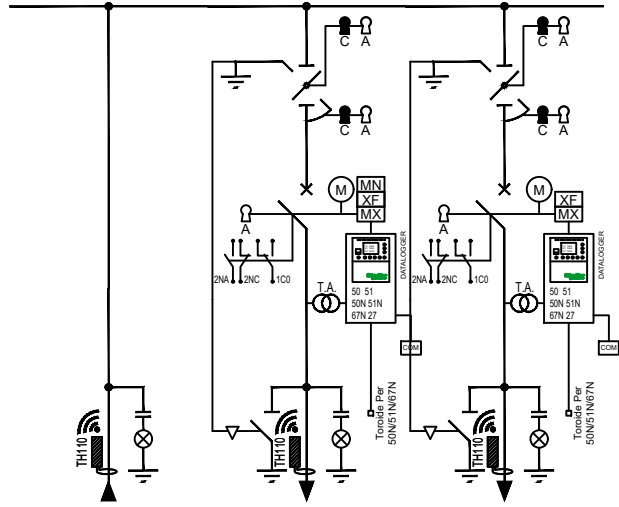 C A
C A
C A
C A
M
MN
XF
MX
M
XF
MX
A
A
DATALOGGER
DATALOGGER
2NA
2NC
1C0
T.A.
50 51
50N 51N
67N 27
2NA
2NC
1C0
T.A.
50 51
50N 51N
67N 27
COM
COM
Toroide Per
50N/51N/67N
Toroide Per
50N/51N/67N
TH110
TH110
TH110